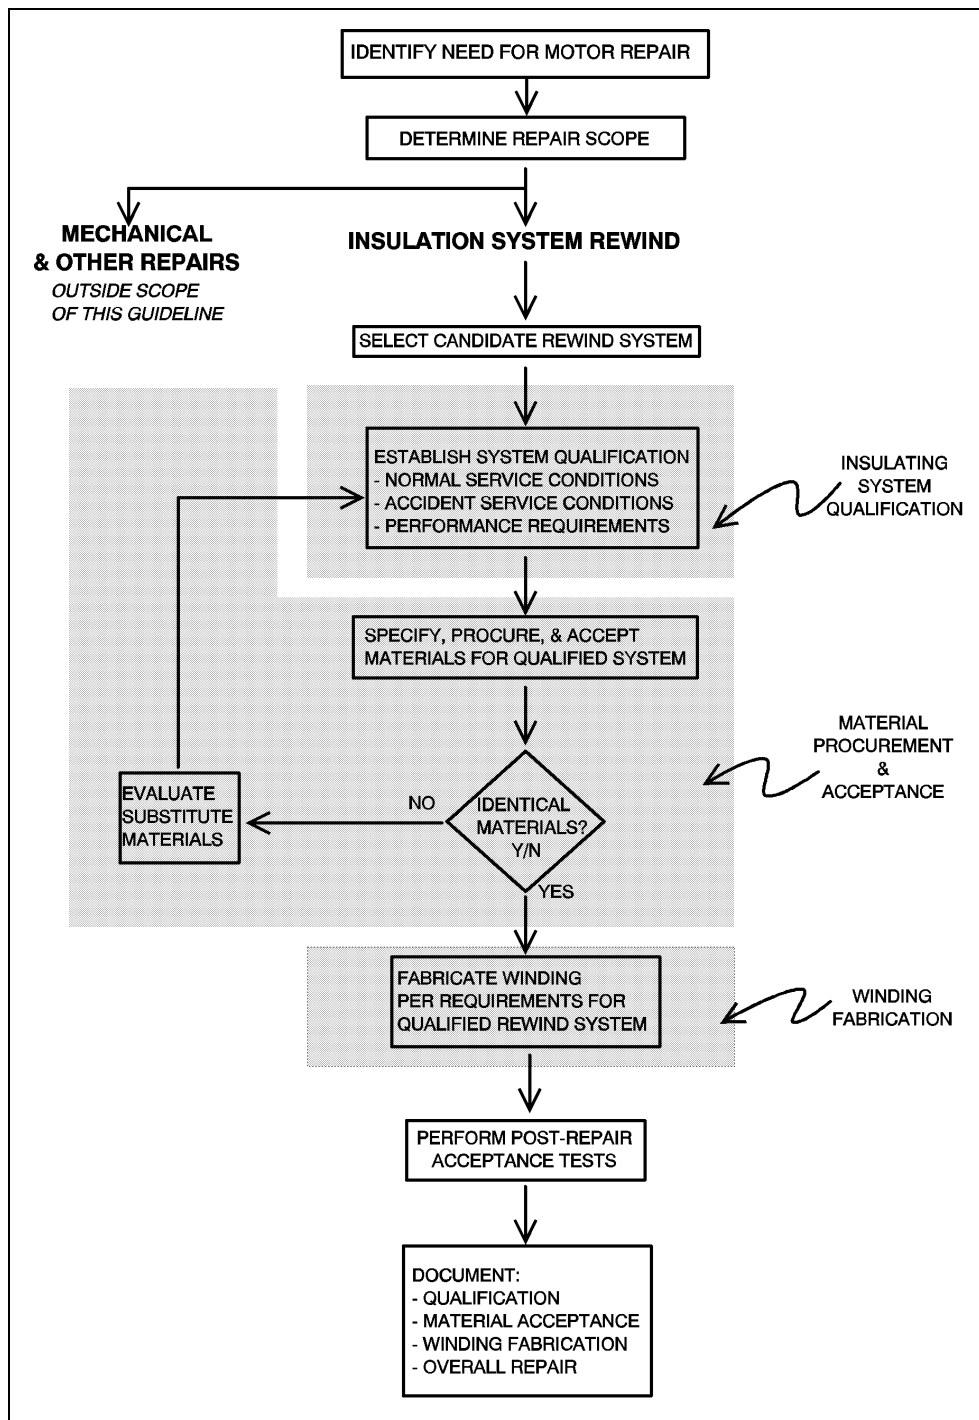 IDENTIFY NEED FOR MOTOR REPAIR
DETERMINE REPAIR SCOPE
MECHANICAL
& OTHER REPAIRS
OUTSIDE SCOPE
OF THIS GUIDELINE
INSULATION SYSTEM REWIND
SELECT CANDIDATE REWIND SYSTEM
ESTABLISH SYSTEM QUALIFICATION
- NORMAL SERVICE CONDITIONS
- ACCIDENT SERVICE CONDITIONS
- PERFORMANCE REQUIREMENTS
INSULATING
SYSTEM
QUALIFICATION
SPECIFY, PROCURE, & ACCEPT
MATERIALS FOR QUALIFIED SYSTEM
MATERIAL
PROCUREMENT
&
ACCEPTANCE
IDENTICAL
MATERIALS?
Y/N
NO
EVALUATE
SUBSTITUTE
MATERIALS
YES
FABRICATE WINDING
PER REQUIREMENTS FOR
QUALIFIED REWIND SYSTEM
WINDING
FABRICATION
PERFORM POST-REPAIR
ACCEPTANCE TESTS
DOCUMENT:
- QUALIFICATION
- MATERIAL ACCEPTANCE
- WINDING FABRICATION
- OVERALL REPAIR